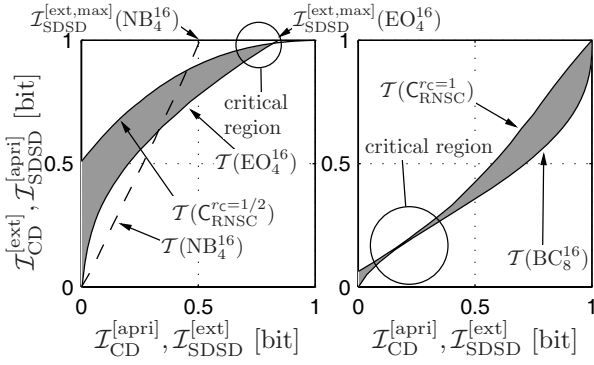 𝓘_SDSD^[ext,max](NB_4^16) 𝓘_SDSD^[ext,max](EO_4^16)
1 1
critical
region
𝒯(EO_4^16)
𝒯(C_RNSC^{r_C=1/2})
𝒯(NB_4^16)
0.5
0
0 0.5 1
𝓘_CD^[ext], 𝓘_SDSD^[apri] [bit]
𝓘_CD^[apri], 𝓘_SDSD^[ext] [bit]
𝒯(C_RNSC^{r_C=1})
critical region
𝒯(BC_8^16)
0.5
0
0 0.5 1
𝓘_CD^[apri], 𝓘_SDSD^[ext] [bit]